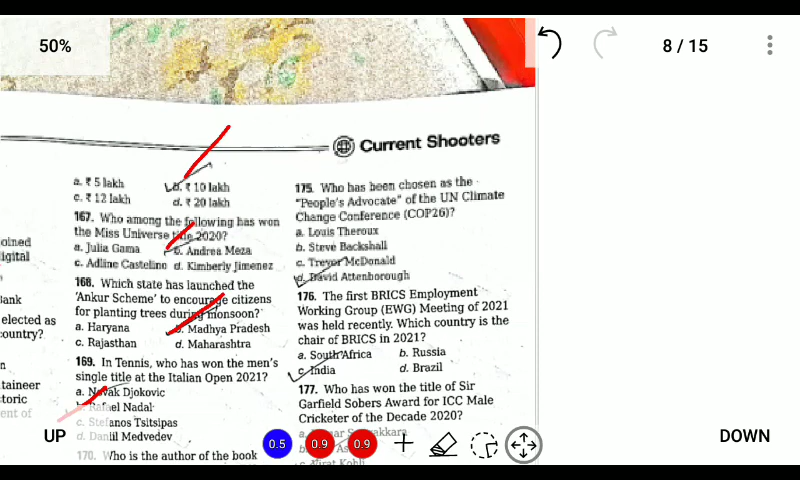 50%
8 / 15
Current Shooters
a. ₹ 5 lakh
b. ₹ 10 lakh
c. ₹ 12 lakh
d. ₹ 20 lakh
167. Who among the following has won
the Miss Universe title 2020?
a. Julia Gama
b. Andrea Meza
c. Adline Castelino d. Kimberly Jimenez
168. Which state has launched the
'Ankur Scheme' to encourage citizens
for planting trees during monsoon?
a. Haryana
b. Madhya Pradesh
c. Rajasthan
d. Maharashtra
169. In Tennis, who has won the men's
single title at the Italian Open 2021?
a. Novak Djokovic
b. Rafael Nadal
c. Stefanos Tsitsipas
d. Daniil Medvedev
170. Who is the author of the book
175. Who has been chosen as the
"People's Advocate" of the UN Climate
Change Conference (COP26)?
a. Louis Theroux
b. Steve Backshall
c. Trevor McDonald
d. David Attenborough
176. The first BRICS Employment
Working Group (EWG) Meeting of 2021
was held recently. Which country is the
chair of BRICS in 2021?
a. South Africa
b. Russia
c. India
d. Brazil
177. Who has won the title of Sir
Garfield Sobers Award for ICC Male
Cricketer of the Decade 2020?
c. Virat Kohli
elected as
country?
UP
0.5
0.9
0.9
DOWN